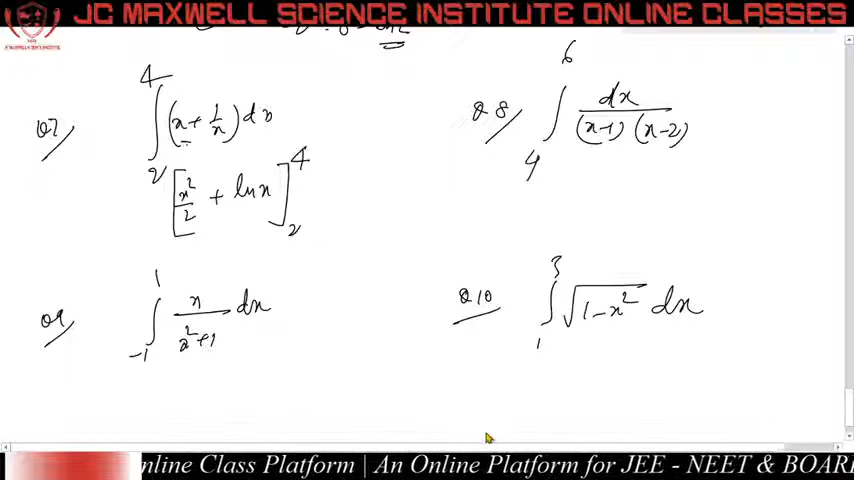 JC MAXWELL SCIENCE INSTITUTE ONLINE CLASSES
Q7/ ∫₂⁴ (x + 1/x) dx
[x²/2 + ln x]₂⁴
Q8/ ∫₄⁶ dx/((x-1)(x-2))
Q9/ ∫₋₁¹ x/(x²+1) dx
Q10 ∫₁³ √(1-x²) dx
nline Class Platform | An Online Platform for JEE - NEET & BOAR